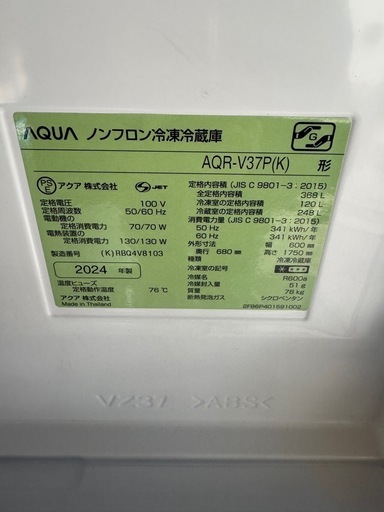 AQUA ノンフロン冷凍冷蔵庫
AQR-V37P(K) 形
PSE アクア 株式会社 S JET
定格電圧 100 V
定格周波数 50/60 Hz
電動機の
定格消費電力 70/70 W
電熱装置の
定格消費電力 130/130 W
製造番号 (K)RB04V8103
2024 年製
温度ヒューズ
定格動作温度 76℃
アクア 株式会社
Made in Thailand
定格内容積 (JIS C 9801-3:2015)
全定格内容積 368 L
冷凍室の定格内容積 120 L
冷蔵室の定格内容積 248 L
消費電力量 (JIS C 9801-3:2015)
50 Hz 341 kWh/年
60 Hz 341 kWh/年
外形寸法 幅 600 mm
奥行 680 mm 高さ 1750 mm
種類 冷凍冷蔵庫
冷凍室の記号
冷媒 R600a
冷媒封入量 51 g
質量 76 kg
断熱発泡ガス シクロペンタン
V237 >ABS<